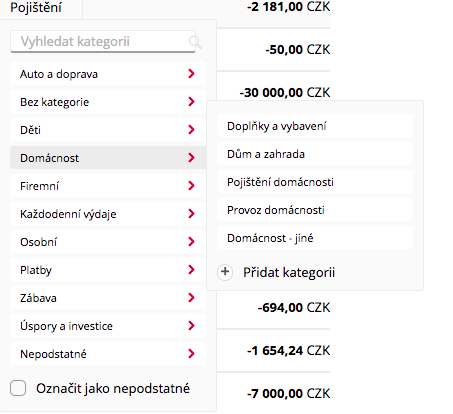 Pojištění
-2 181,00 CZK
Vyhledat kategorii
-50,00 CZK
Auto a doprava
-30 000,00 CZK
Bez kategorie
Děti
Domácnost
Firemní
Každodenní výdaje
Osobní
Platby
Zábava
Úspory a investice
Nepodstatné
Označit jako nepodstatné
Doplňky a vybavení
Dům a zahrada
Pojištění domácnosti
Provoz domácnosti
Domácnost - jiné
+ Přidat kategorii
-694,00 CZK
-1 654,24 CZK
-7 000,00 CZK